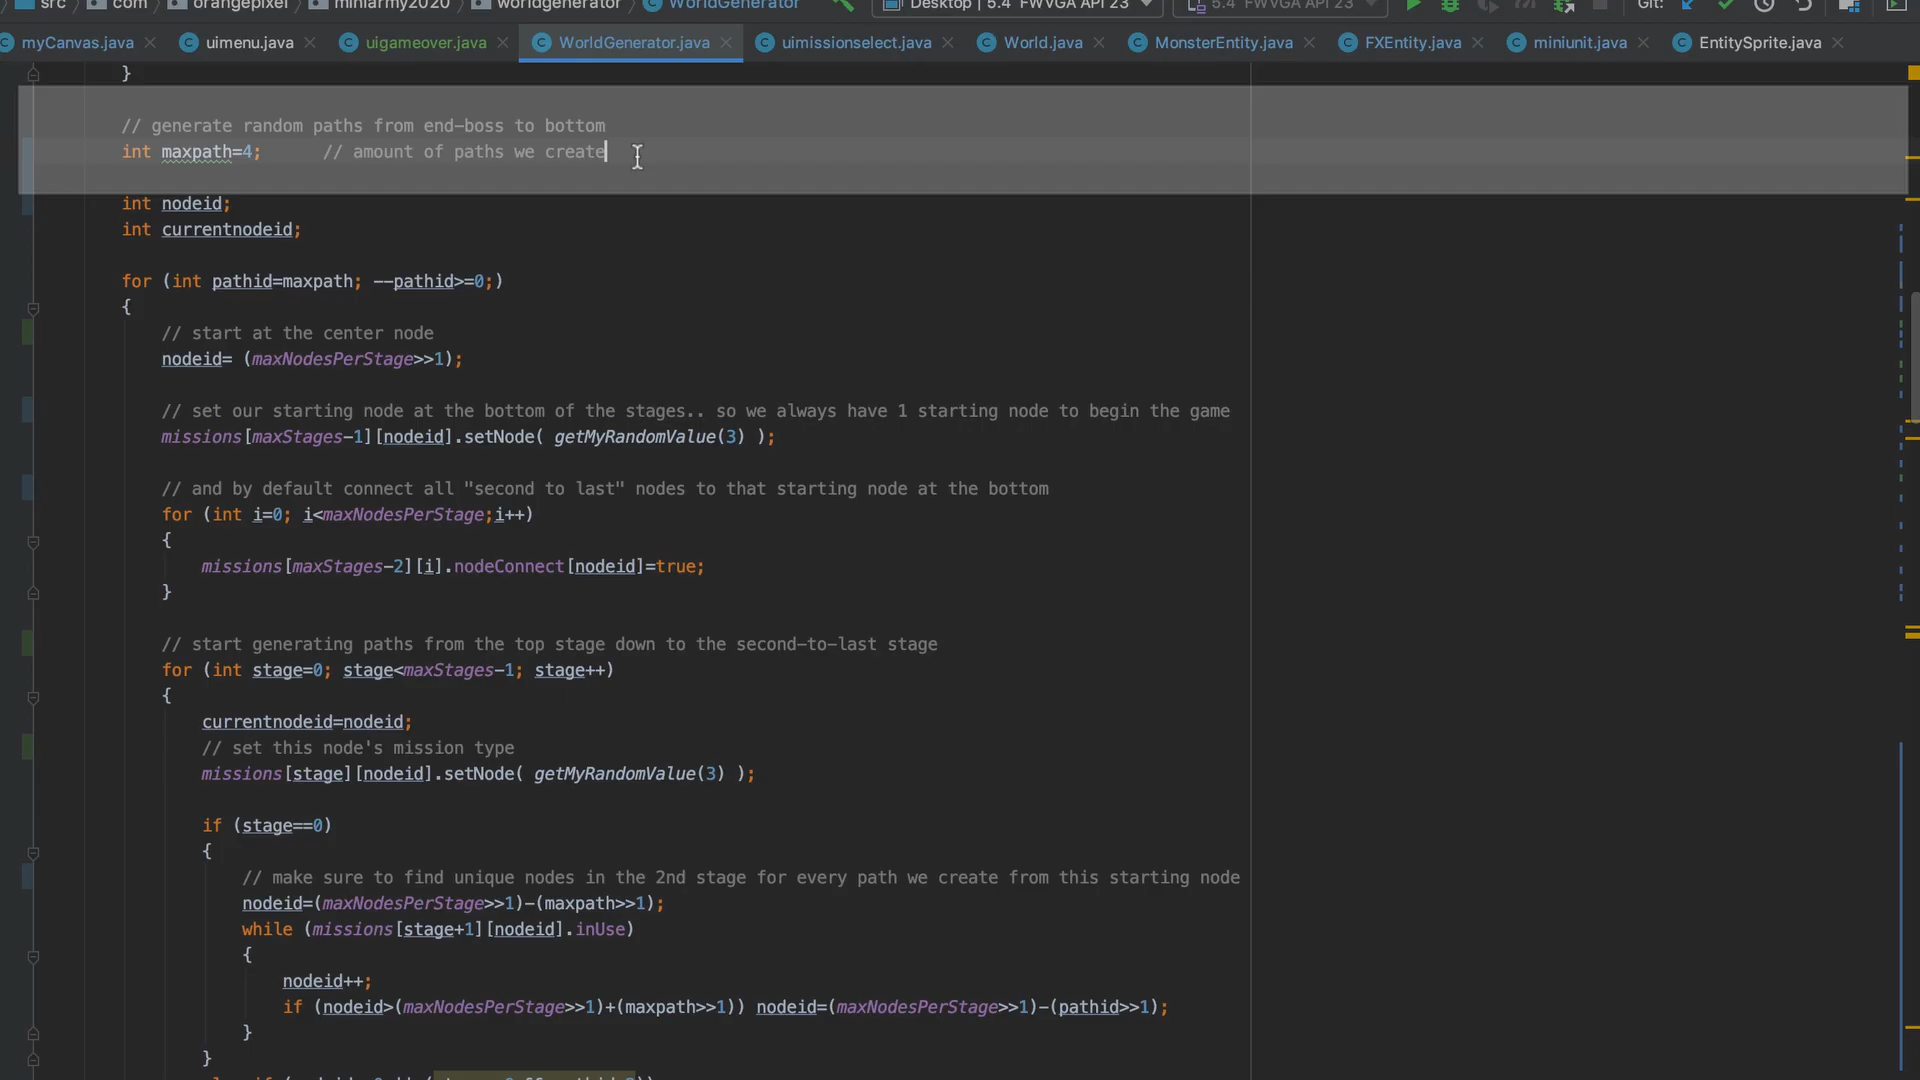 src com orangepixel miniarmy2020 worldgenerator WorldGenerator Desktop 5.4 FWVGA API 23 5.4 FWVGA API 23 Git:
myCanvas.java uimenu.java uigameover.java WorldGenerator.java uimissionselect.java World.java MonsterEntity.java FXEntity.java miniunit.java EntitySprite.java
}
// generate random paths from end-boss to bottom
int maxpath=4; // amount of paths we create
int nodeid;
int currentnodeid;
for (int pathid=maxpath; --pathid>=0;)
{
// start at the center node
nodeid= (maxNodesPerStage>>1);
// set our starting node at the bottom of the stages.. so we always have 1 starting node to begin the game
missions[maxStages-1][nodeid].setNode( getMyRandomValue(3) );
// and by default connect all "second to last" nodes to that starting node at the bottom
for (int i=0; i<maxNodesPerStage;i++)
{
missions[maxStages-2][i].nodeConnect[nodeid]=true;
}
// start generating paths from the top stage down to the second-to-last stage
for (int stage=0; stage<maxStages-1; stage++)
{
currentnodeid=nodeid;
// set this node's mission type
missions[stage][nodeid].setNode( getMyRandomValue(3) );
if (stage==0)
{
// make sure to find unique nodes in the 2nd stage for every path we create from this starting node
nodeid=(maxNodesPerStage>>1)-(maxpath>>1);
while (missions[stage+1][nodeid].inUse)
{
nodeid++;
if (nodeid>(maxNodesPerStage>>1)+(maxpath>>1)) nodeid=(maxNodesPerStage>>1)-(pathid>>1);
}
}